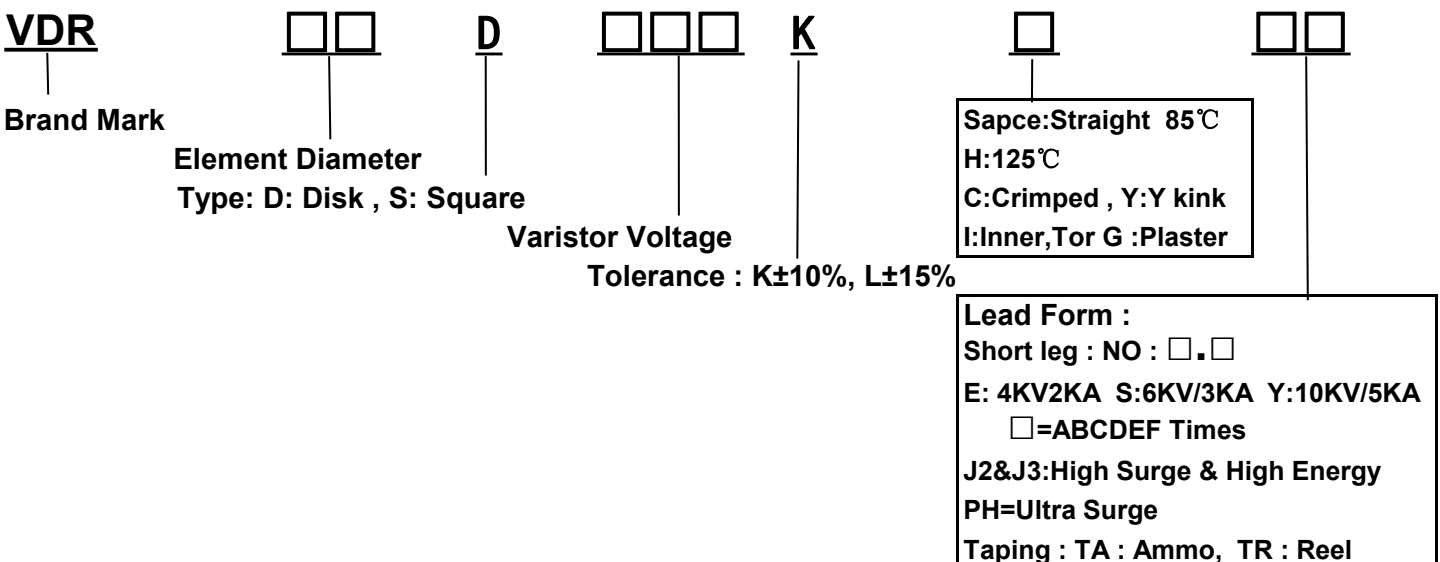 VDR □□ D □□□ K □ □□
Brand Mark
Element Diameter
Type: D: Disk , S: Square
Varistor Voltage
Tolerance : K±10%, L±15%
Sapce:Straight 85℃
H:125℃
C:Crimped , Y:Y kink
I:Inner,Tor G :Plaster
Lead Form :
Short leg : NO : □.□
E: 4KV2KA S:6KV/3KA Y:10KV/5KA
□=ABCDEF Times
J2&J3:High Surge & High Energy
PH=Ultra Surge
Taping : TA : Ammo, TR : Reel